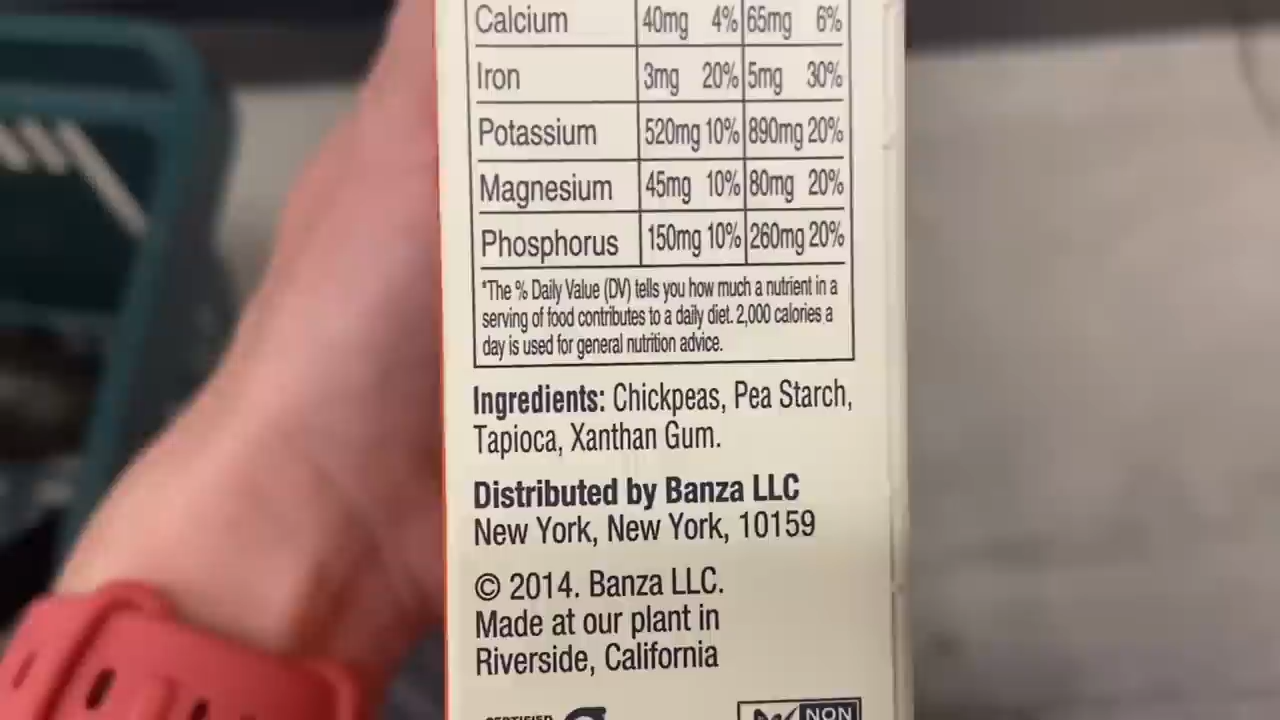 Calcium 40mg 4% 65mg 6%
Iron 3mg 20% 5mg 30%
Potassium 520mg 10% 890mg 20%
Magnesium 45mg 10% 80mg 20%
Phosphorus 150mg 10% 260mg 20%
*The % Daily Value (DV) tells you how much a nutrient in a
serving of food contributes to a daily diet. 2,000 calories a
day is used for general nutrition advice.
Ingredients: Chickpeas, Pea Starch,
Tapioca, Xanthan Gum.
Distributed by Banza LLC
New York, New York, 10159
© 2014. Banza LLC.
Made at our plant in
Riverside, California
CERTIFIED
NON